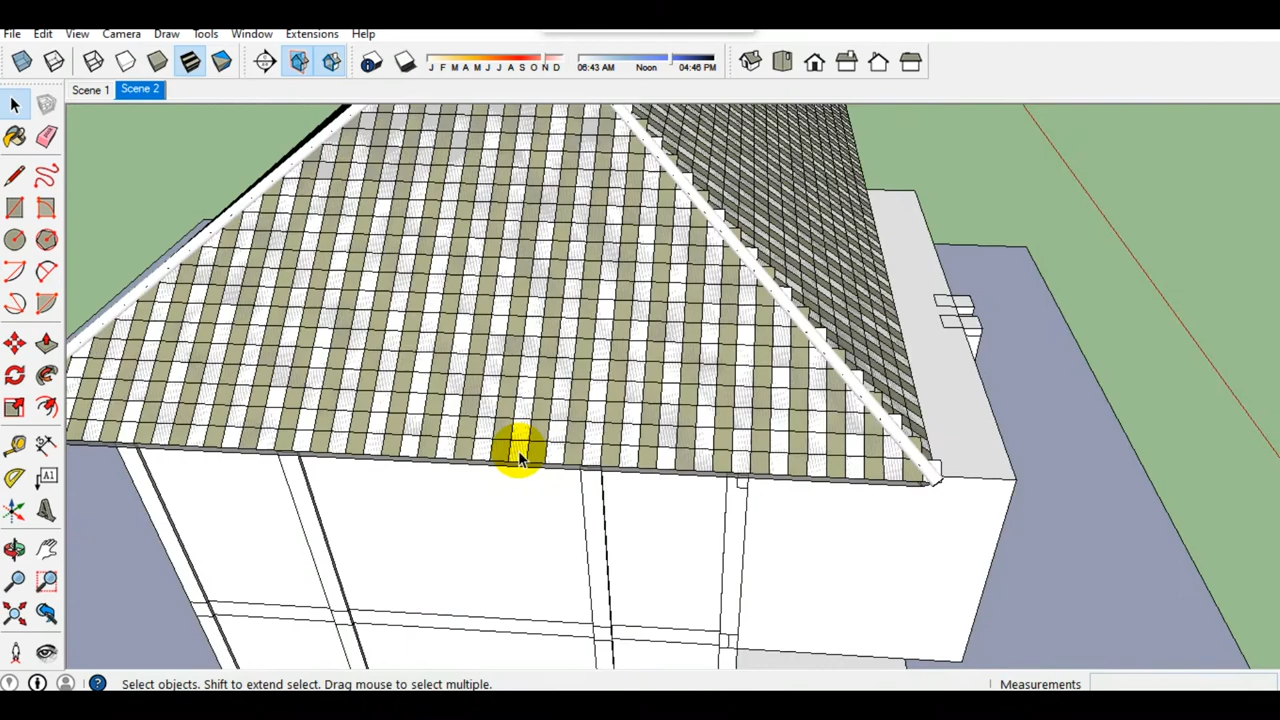 File Edit View Camera Draw Tools Window Extensions Help
J F M A M J J A S O N D
06:43 AM Noon 04:46 PM
Scene 1 Scene 2
A1
Select objects. Shift to extend select. Drag mouse to select multiple.
Measurements